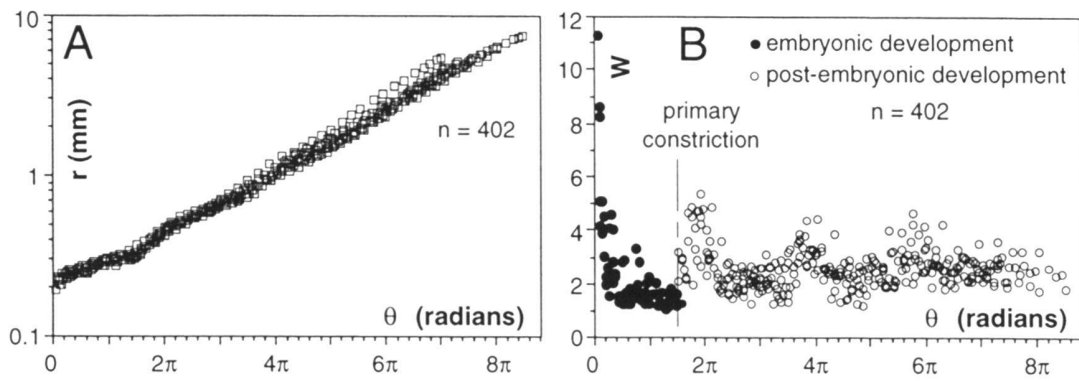 A
r (mm)
10
1
0.1
n = 402
θ (radians)
0
2π
4π
6π
8π
B
W
● embryonic development
○ post-embryonic development
n = 402
primary
constriction
12
10
8
6
4
2
0
θ (radians)
0
2π
4π
6π
8π